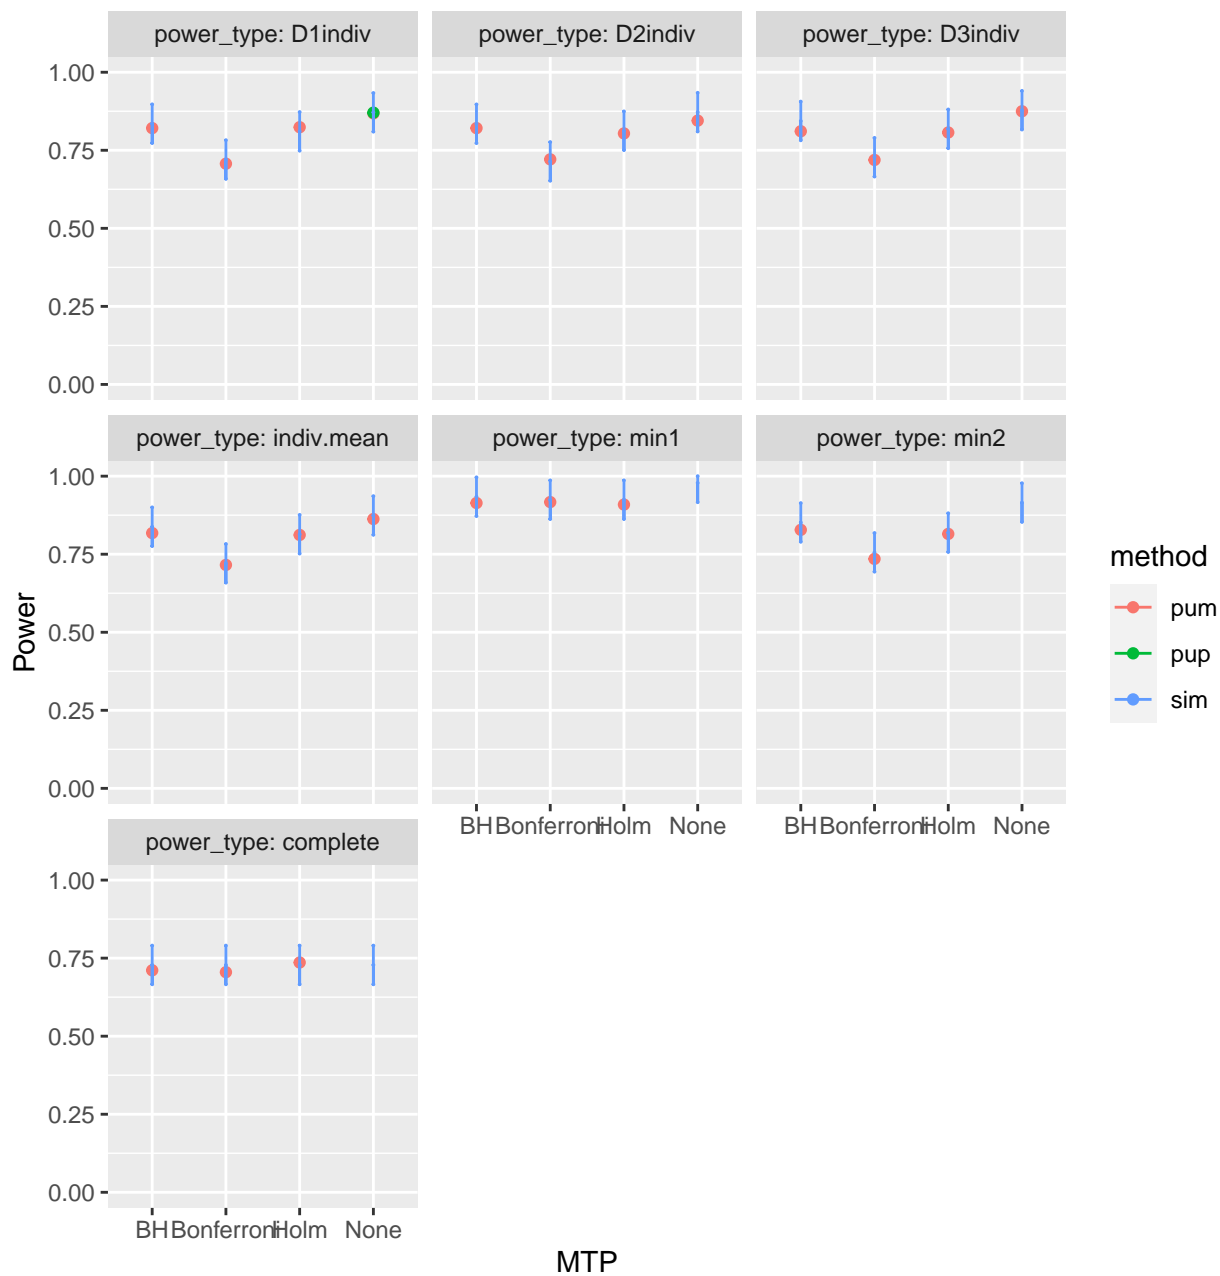 power_type: D1indiv
power_type: D2indiv
power_type: D3indiv
1.00
0.75
0.50
0.25
0.00
power_type: indiv.mean
power_type: min1
power_type: min2
1.00
0.75
0.50
0.25
0.00
BH Bonferroni Holm None
BH Bonferroni Holm None
power_type: complete
1.00
0.75
0.50
0.25
0.00
BH Bonferroni Holm None
MTP
Power
method
pum
pup
sim